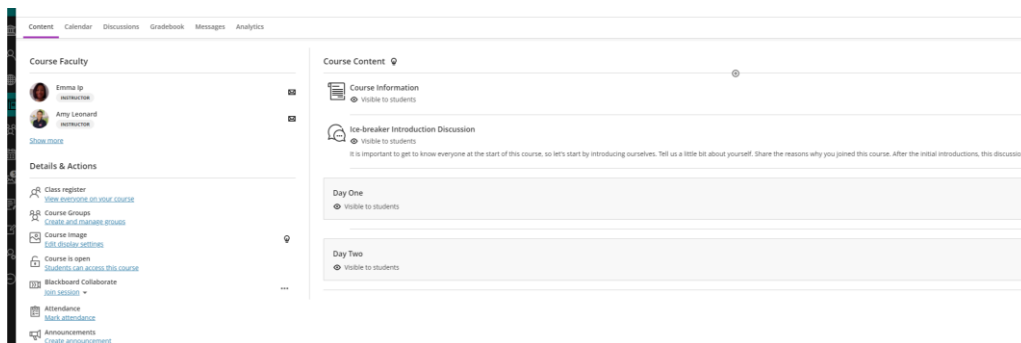 Content Calendar Discussions Gradebook Messages Analytics
Course Faculty
Emma Ip
INSTRUCTOR
Amy Leonard
INSTRUCTOR
Show more
Details & Actions
Class register
View everyone on your course
Course Groups
Create and manage groups
Course Image
Edit display settings
Course is open
Students can access this course
Blackboard Collaborate
Join session
Attendance
Mark attendance
Announcements
Create announcement
Course Content
Course Information
Visible to students
Ice-breaker Introduction Discussion
Visible to students
It is important to get to know everyone at the start of this course, so let's start by introducing ourselves. Tell us a little bit about yourself. Share the reasons why you joined this course. After the initial introductions, this discussio
Day One
Visible to students
Day Two
Visible to students